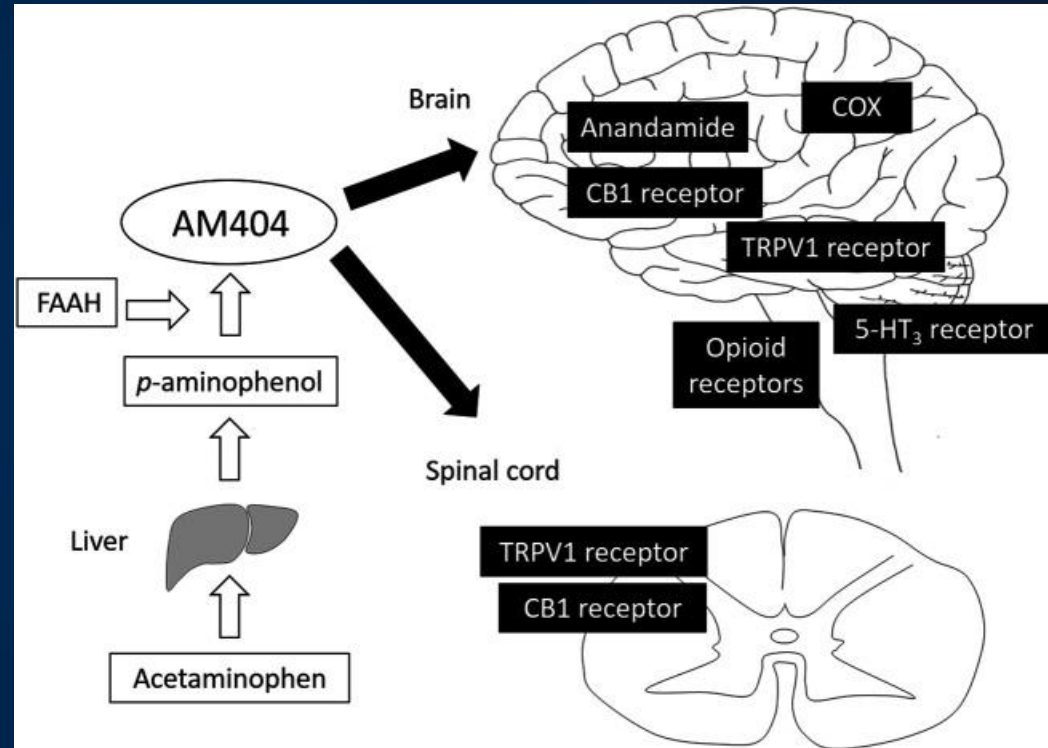 Brain
COX
Anandamide
CB1 receptor
AM404
TRPV1 receptor
FAAH
5-HT₃ receptor
Opioid
receptors
p-aminophenol
Spinal cord
Liver
TRPV1 receptor
CB1 receptor
Acetaminophen